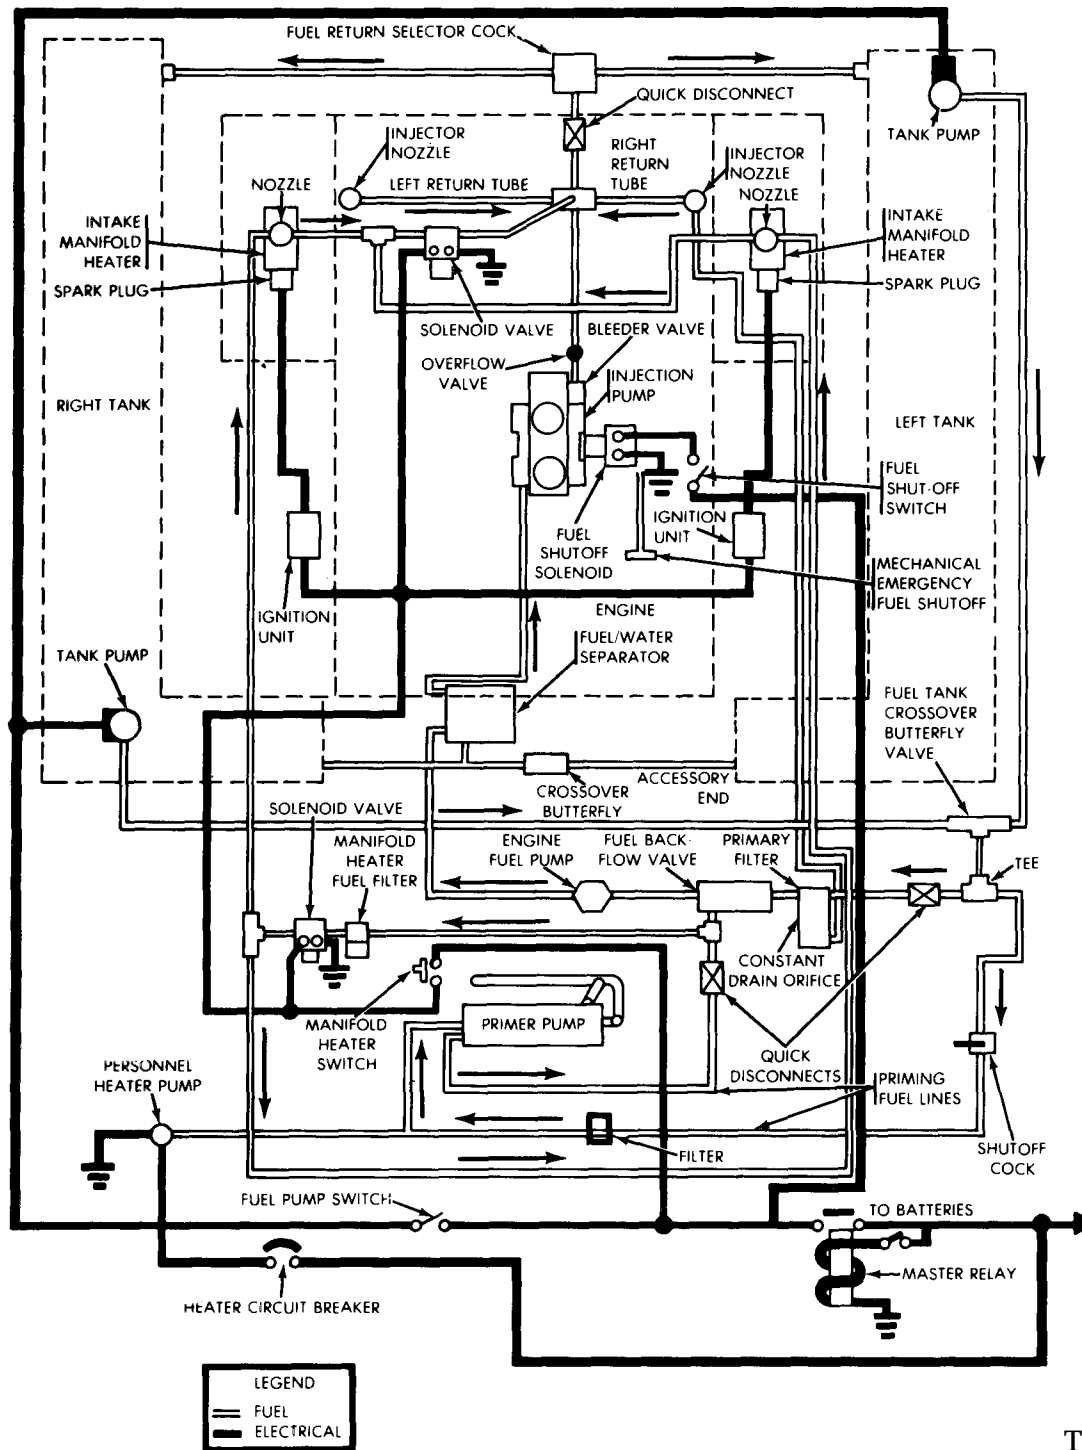 FUEL RETURN SELECTOR COCK
QUICK DISCONNECT
TANK PUMP
INJECTOR
NOZZLE
RIGHT
RETURN
TUBE
INJECTOR
NOZZLE
NOZZLE
LEFT RETURN TUBE
NOZZLE
INTAKE
MANIFOLD
HEATER
INTAKE
MANIFOLD
HEATER
SPARK PLUG
SPARK PLUG
SOLENOID VALVE
BLEEDER VALVE
OVERFLOW
VALVE
INJECTION
PUMP
RIGHT TANK
LEFT TANK
FUEL
SHUT-OFF
SWITCH
IGNITION
UNIT
FUEL
SHUTOFF
SOLENOID
MECHANICAL
EMERGENCY
FUEL SHUTOFF
IGNITION
UNIT
ENGINE
FUEL/WATER
SEPARATOR
TANK PUMP
FUEL TANK
CROSSOVER
BUTTERFLY
VALVE
ACCESSORY
END
CROSSOVER
BUTTERFLY
SOLENOID VALVE
MANIFOLD
HEATER
FUEL FILTER
ENGINE
FUEL PUMP
FUEL BACK-
FLOW VALVE
PRIMARY
FILTER
TEE
CONSTANT
DRAIN ORIFICE
MANIFOLD
HEATER
SWITCH
PRIMER PUMP
QUICK
DISCONNECTS
PERSONNEL
HEATER PUMP
PRIMING
FUEL LINES
FILTER
SHUTOFF
COCK
FUEL PUMP SWITCH
TO BATTERIES
MASTER RELAY
HEATER CIRCUIT BREAKER
LEGEND
FUEL
ELECTRICAL
T